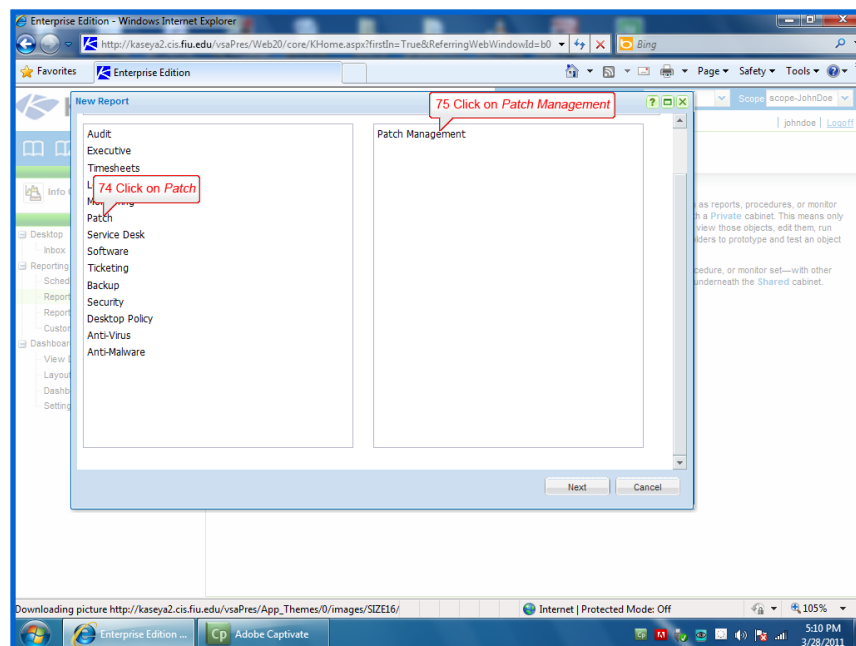 Enterprise Edition - Windows Internet Explorer
http://kaseya2.cis.fiu.edu/vsaPres/Web20/core/KHome.aspx?firstIn=True&ReferringWebWindowId=b0
Bing
Favorites
Enterprise Edition
Page
Safety
Tools
New Report
75 Click on Patch Management
Scope
scope-JohnDoe
johndoe
Logoff
Audit
Patch Management
Executive
Timesheets
74 Click on Patch
Patch
Service Desk
Software
Ticketing
Backup
Security
Desktop Policy
Anti-Virus
Anti-Malware
Info
Desktop
Inbox
Reporting
Sched
Report
Report
Custor
Dashboar
View
Layout
Dashb
Setting
as reports, procedures, or monitor
a Private cabinet. This means only
view those objects, edit them, run
lders to prototype and test an object
cedure, or monitor set—with other
underneath the Shared cabinet.
Next
Cancel
Downloading picture http://kaseya2.cis.fiu.edu/vsaPres/App_Themes/0/images/SIZE16/
Internet | Protected Mode: Off
105%
Enterprise Edition ...
Cp Adobe Captivate
5:10 PM
3/28/2011